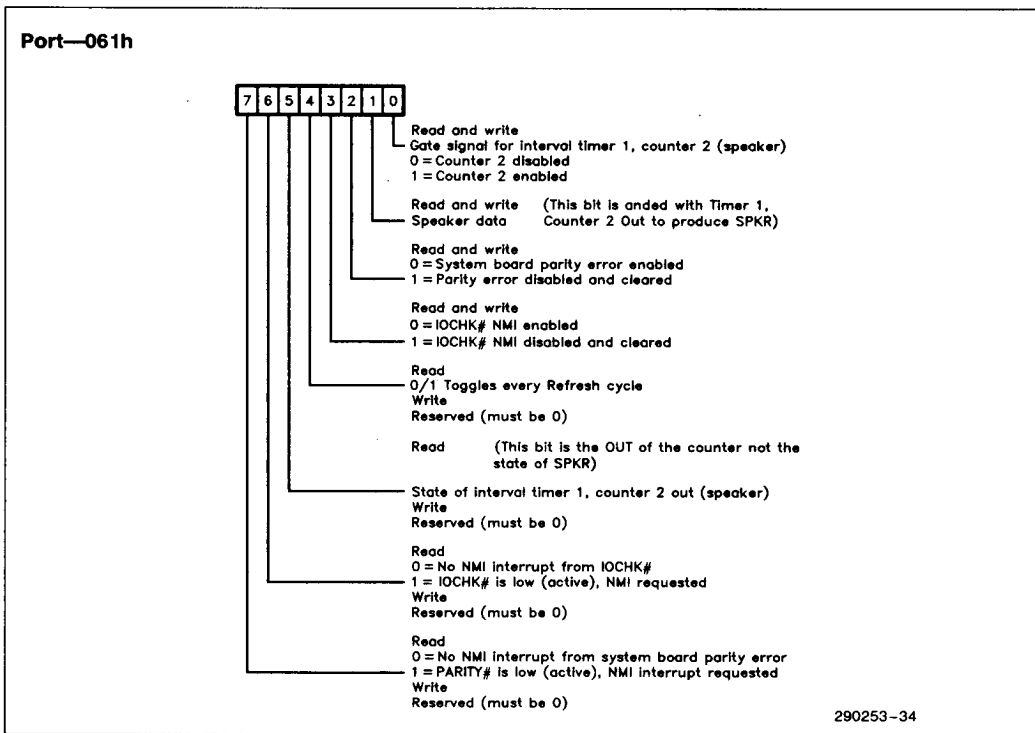 Port—061h
7 6 5 4 3 2 1 0
Read and write
Gate signal for interval timer 1, counter 2 (speaker)
0 = Counter 2 disabled
1 = Counter 2 enabled
Read and write (This bit is anded with Timer 1,
Speaker data Counter 2 Out to produce SPKR)
Read and write
0 = System board parity error enabled
1 = Parity error disabled and cleared
Read and write
0 = IOCHK# NMI enabled
1 = IOCHK# NMI disabled and cleared
Read
0/1 Toggles every Refresh cycle
Write
Reserved (must be 0)
Read (This bit is the OUT of the counter not the
state of SPKR)
State of interval timer 1, counter 2 out (speaker)
Write
Reserved (must be 0)
Read
0 = No NMI interrupt from IOCHK#
1 = IOCHK# is low (active), NMI requested
Write
Reserved (must be 0)
Read
0 = No NMI interrupt from system board parity error
1 = PARITY# is low (active), NMI interrupt requested
Write
Reserved (must be 0)
290253-34